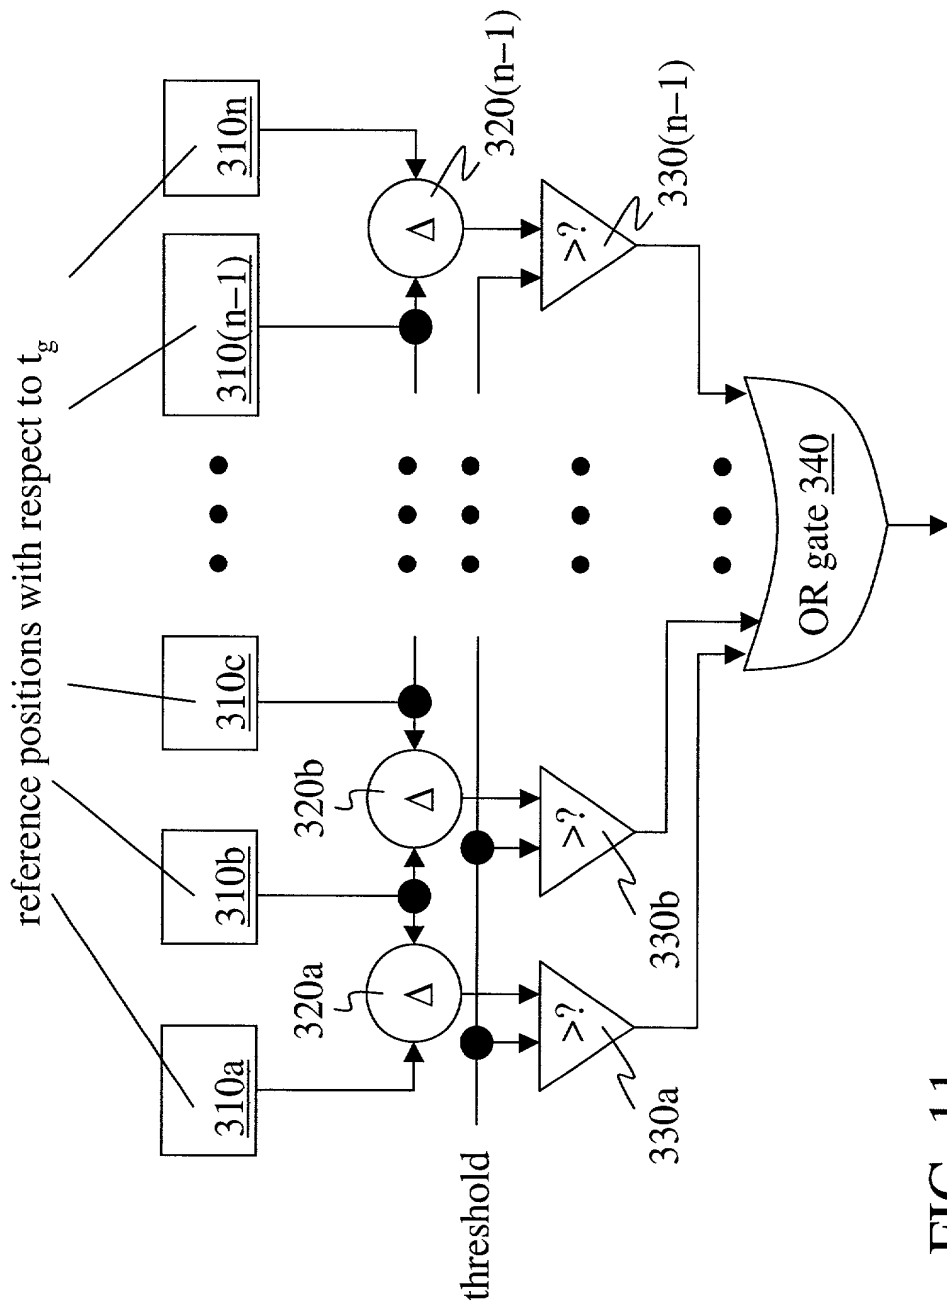 reference positions with respect to tg
310a
310b
310c
310(n–1)
310n
320a
320b
320(n–1)
Δ
Δ
Δ
threshold
>?
>?
>?
330a
330b
330(n–1)
OR gate 340
FIG. 11